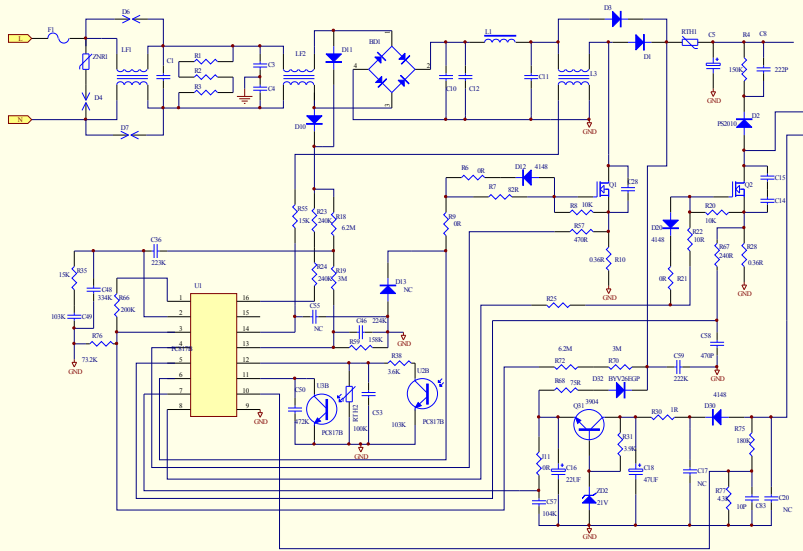 D6
D3
F1
L
LF1
ZNR1
C1
R1
R2
R3
C3
C4
LF2
D11
BD1
1
4
2
3
C10
C12
L1
C11
L3
D1
RTH1
C5
R4
150K
C8
222P
D4
N
D7
D10
GND
GND
D2
PS2010
R6
0R
D12
4148
R7
82R
Q1
C28
R8
10K
R57
470R
0.36R
R10
GND
R9
0R
Q2
C15
C14
R20
10K
D20
4148
R22
10R
R67
240R
R28
0.36R
GND
0R
R21
R25
R55
15K
R23
240K
R18
6.2M
R24
R19
3M
D13
NC
C36
223K
R35
15K
C48
334K
R66
200K
103K
C49
R76
73.2K
GND
U1
1
2
3
4
5
6
7
8
16
15
14
13
12
11
10
9
PC817B
GND
C55
NC
C46
224K
R59
158K
GND
R38
3.6K
U2B
PC817B
103K
C50
472K
U3B
PC817B
RTH2
100K
C53
GND
C58
470P
GND
6.2M
R72
3M
R70
C59
222K
R68
75R
D32
BYV26EGP
Q31
3904
R30
1R
D30
4148
R31
3.9K
J11
0R
C16
22UF
C18
47UF
C57
104K
ZD2
21V
GND
C17
NC
R75
180K
R77
4.3K
10P
C83
C20
NC